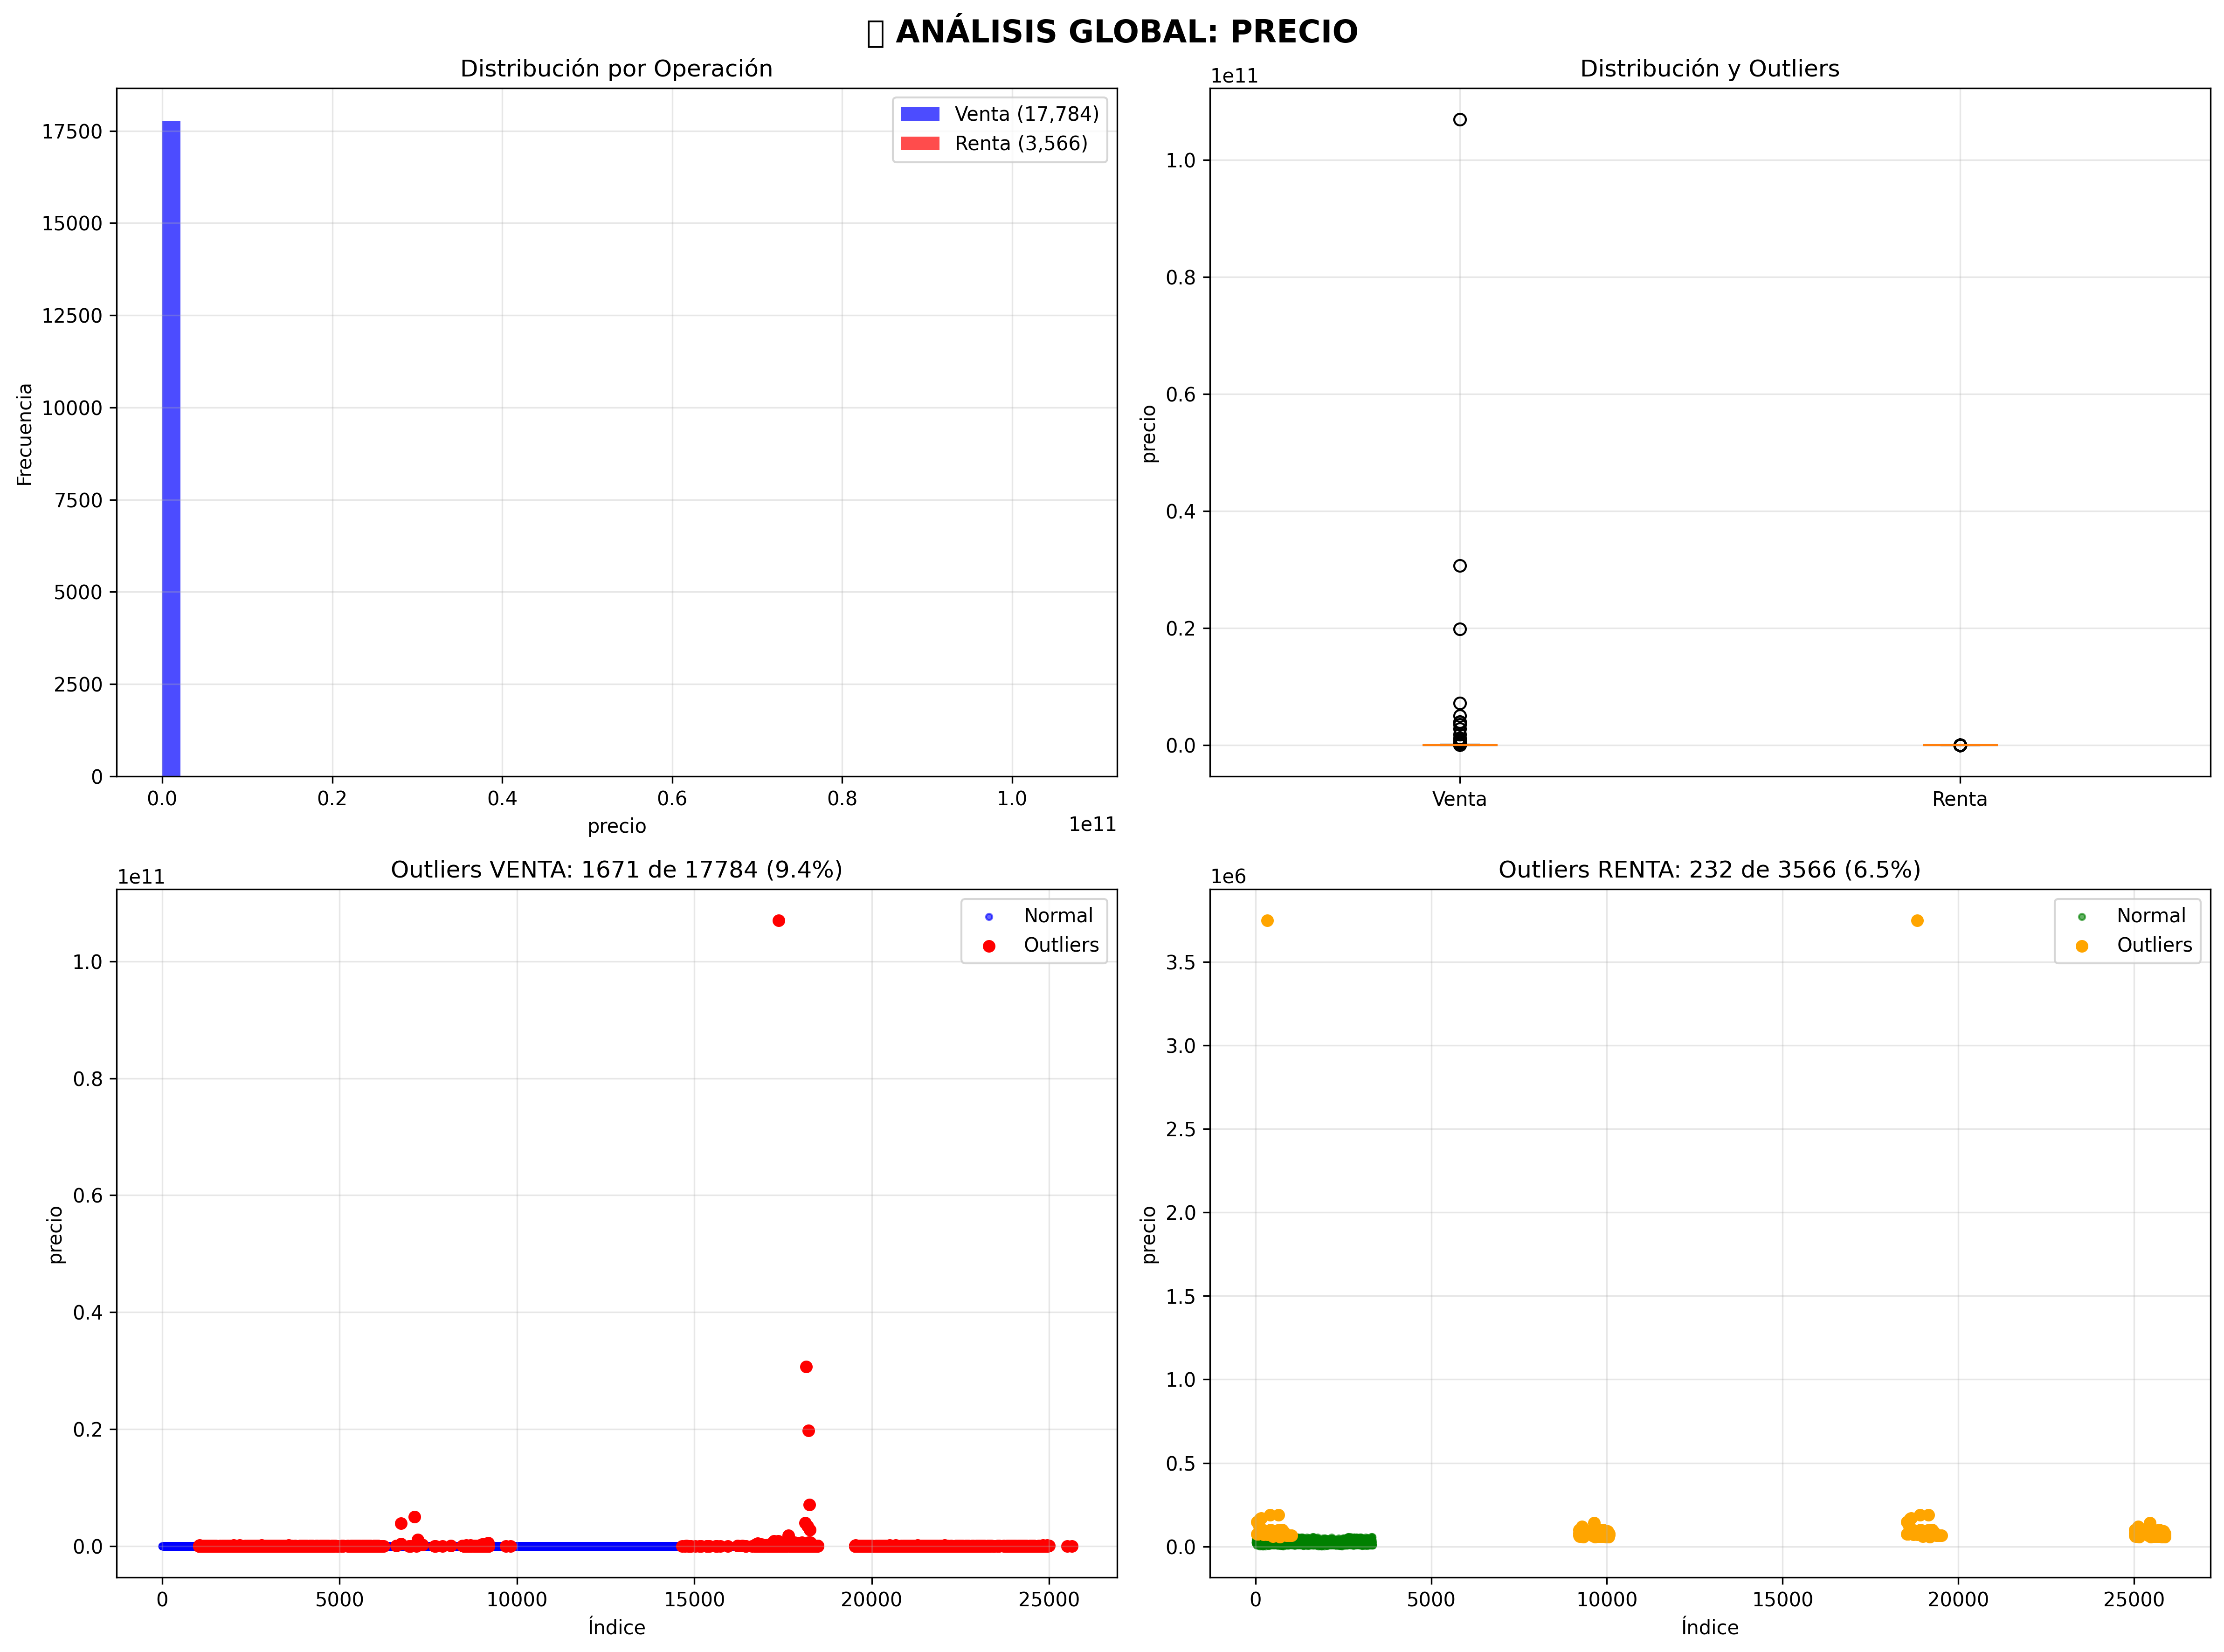 ▯ ANÁLISIS GLOBAL: PRECIO
Distribución por Operación
Venta (17,784)
Renta (3,566)
17500
15000
12500
10000
7500
5000
2500
0
Frecuencia
0.0 0.2 0.4 0.6 0.8 1.0
precio
1e11
Distribución y Outliers
1e11
1.0
0.8
0.6
0.4
0.2
0.0
precio
Venta Renta
Outliers VENTA: 1671 de 17784 (9.4%)
1e11
Normal
Outliers
1.0
0.8
0.6
0.4
0.2
0.0
precio
0 5000 10000 15000 20000 25000
Índice
Outliers RENTA: 232 de 3566 (6.5%)
1e6
Normal
Outliers
3.5
3.0
2.5
2.0
1.5
1.0
0.5
0.0
precio
0 5000 10000 15000 20000 25000
Índice